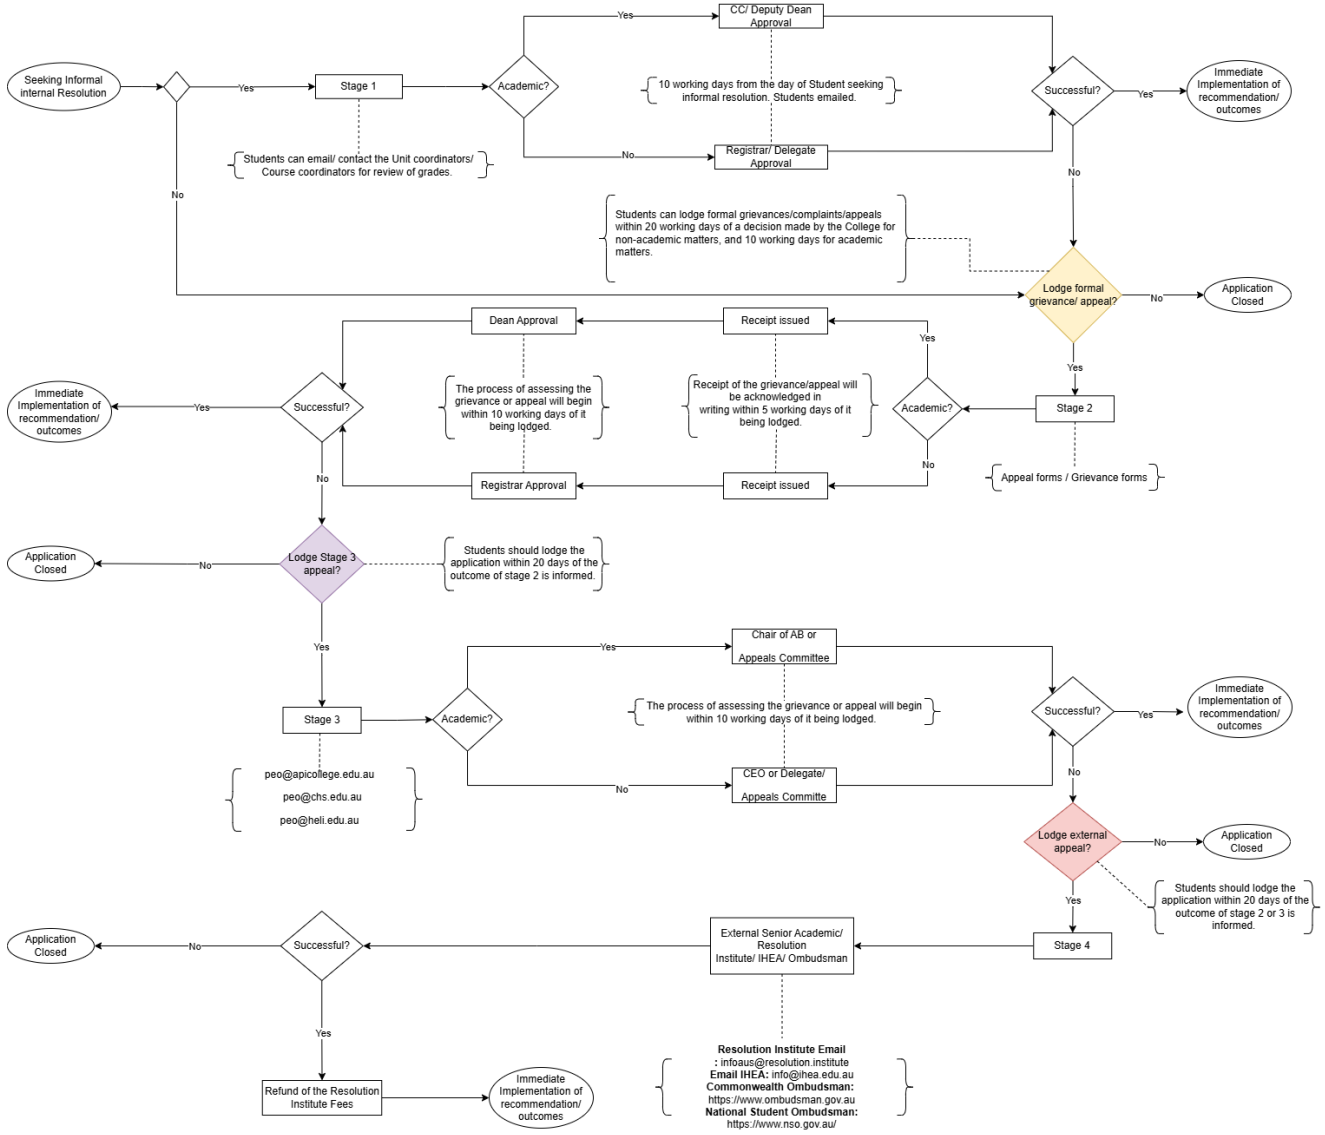 Yes
CC/ Deputy Dean
Approval
Seeking Informal
internal Resolution
Yes
Stage 1
Academic?
10 working days from the day of Student seeking
informal resolution. Students emailed.
Successful?
Yes
Immediate
Implementation of
recommendation/
outcomes
No
Registrar/ Delegate
Approval
Students can email/ contact the Unit coordinators/
Course coordinators for review of grades.
No
No
Students can lodge formal grievances/complaints/appeals
within 20 working days of a decision made by the College for
non-academic matters, and 10 working days for academic
matters.
Lodge formal
grievance/ appeal?
No
Application
Closed
Dean Approval
Receipt issued
Yes
Yes
Immediate
Implementation of
recommendation/
outcomes
Yes
Successful?
The process of assessing the
grievance or appeal will begin
within 10 working days of it
being lodged.
Receipt of the grievance/appeal will
be acknowledged in
writing within 5 working days of it
being lodged.
Academic?
Stage 2
No
No
Registrar Approval
Receipt issued
Appeal forms / Grievance forms
Application
Closed
No
Lodge Stage 3
appeal?
Students should lodge the
application within 20 days of the
outcome of stage 2 is informed.
Yes
Yes
Chair of AB or
Appeals Committee
Stage 3
Academic?
The process of assessing the grievance or appeal will begin
within 10 working days of it being lodged.
Successful?
Yes
Immediate
Implementation of
recommendation/
outcomes
No
CEO or Delegate/
Appeals Committe
No
peo@apicollege.edu.au
peo@chs.edu.au
peo@heli.edu.au
Lodge external
appeal?
No
Application
Closed
Yes
Students should lodge the
application within 20 days of the
outcome of stage 2 or 3 is
informed.
Application
Closed
No
Successful?
External Senior Academic/
Resolution
Institute/ IHEA/ Ombudsman
Stage 4
Yes
Refund of the Resolution
Institute Fees
Immediate
Implementation of
recommendation/
outcomes
Resolution Institute Email
: infoaus@resolution.institute
Email IHEA: info@ihea.edu.au
Commonwealth Ombudsman:
https://www.ombudsman.gov.au
National Student Ombudsman:
https://www.nso.gov.au/